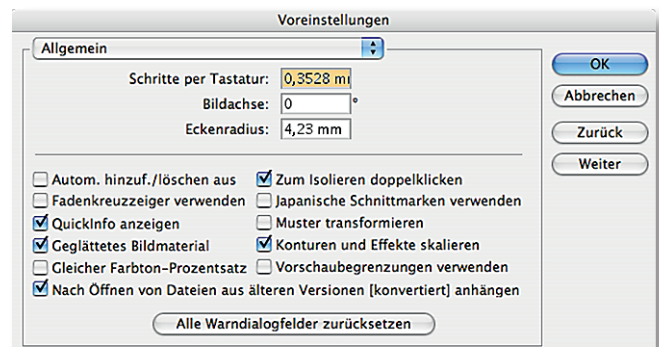 Voreinstellungen
Allgemein
OK
Schritte per Tastatur: 0,3528 mm
Abbrechen
Bildachse: 0 °
Eckenradius: 4,23 mm
Zurück
Weiter
Autom. hinzuf./löschen aus Zum Isolieren doppelklicken
Fadenkreuzzeiger verwenden Japanische Schnittmarken verwenden
QuickInfo anzeigen Muster transformieren
Geglättetes Bildmaterial Konturen und Effekte skalieren
Gleicher Farbton-Prozentsatz Vorschaubegrenzungen verwenden
Nach Öffnen von Dateien aus älteren Versionen [konvertiert] anhängen
Alle Warndialogfelder zurücksetzen